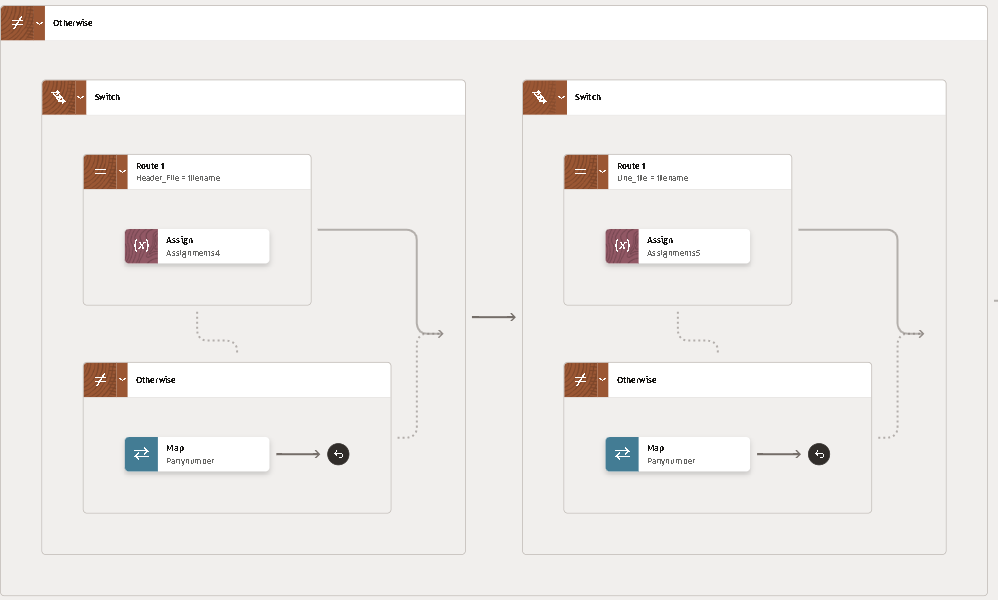 Otherwise
Switch
Route 1
Header_File = filename
(x)
Assign
Assignments4
Otherwise
Map
Partynumber
Switch
Route 1
Line_file = filename
(x)
Assign
Assignments5
Otherwise
Map
Partynumber